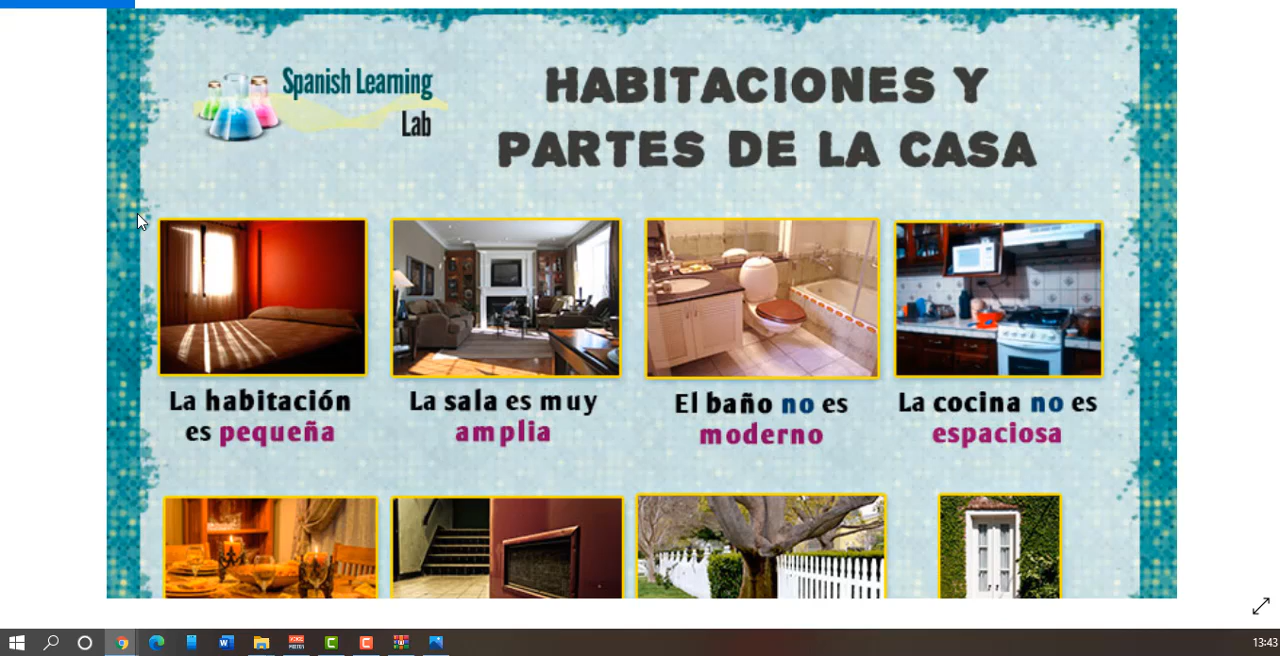 Spanish Learning
Lab
HABITACIONES Y
PARTES DE LA CASA
La habitación
es pequeña
La sala es muy
amplia
El baño no es
moderno
La cocina no es
espaciosa
13:43